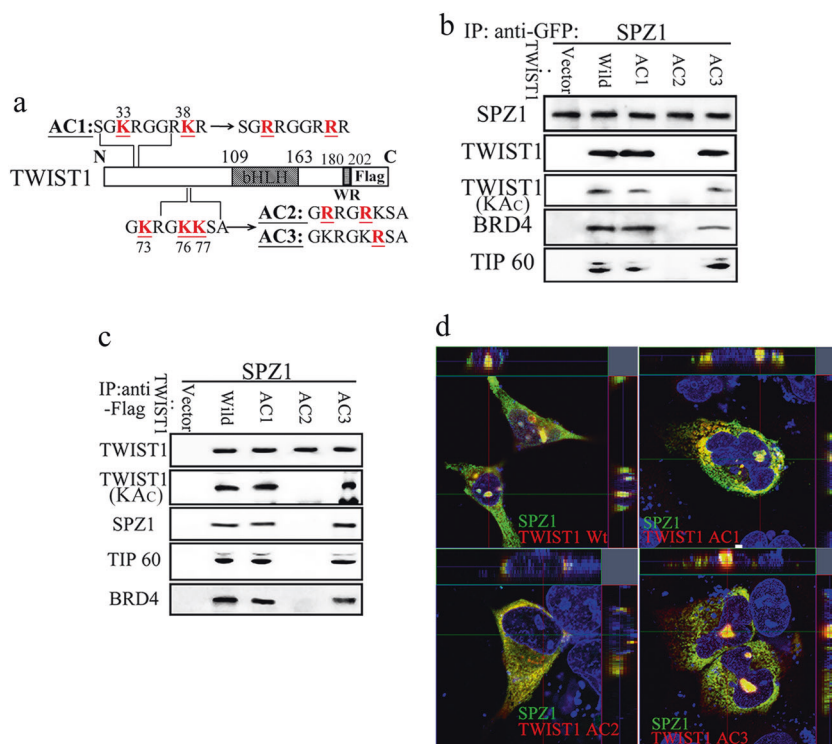 a
33 38
AC1:SGKRGGRKR → SGRRGGRRR
N 109 163 180 202 C
TWIST1 bHLH Flag
WR
GKRGKKSA → AC2: GRRGRKSA
73 76 77 AC3: GKRGKRSA
b
IP: anti-GFP: SPZ1
TWIST1: Vector Wild AC1 AC2 AC3
SPZ1
TWIST1
TWIST1
(KAc)
BRD4
TIP 60
c
SPZ1
IP:anti
-Flag
TWIST1: Vector Wild AC1 AC2 AC3
TWIST1
TWIST1
(KAc)
SPZ1
TIP 60
BRD4
d
SPZ1
TWIST1 Wt
SPZ1
TWIST1 AC1
SPZ1
TWIST1 AC2
SPZ1
TWIST1 AC3